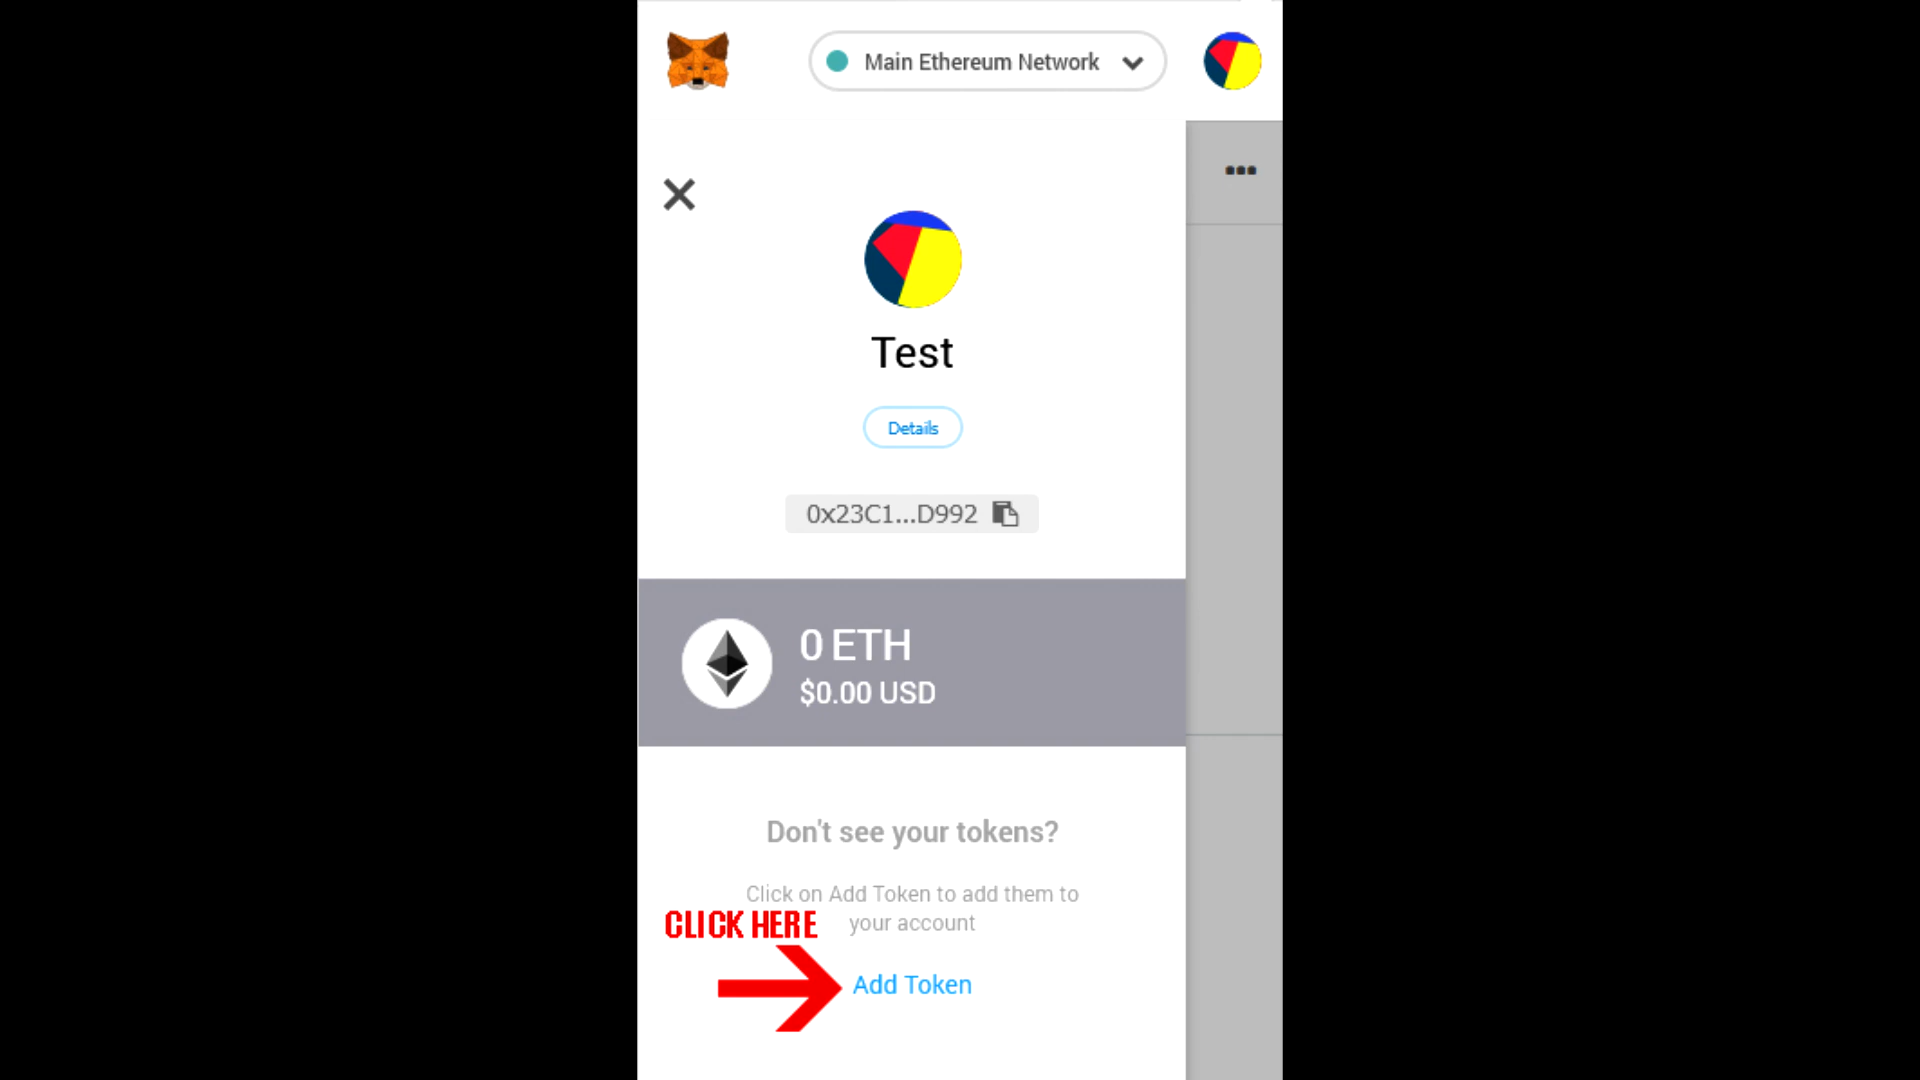 Main Ethereum Network
Test
Details
0x23C1...D992
0 ETH
$0.00 USD
Don't see your tokens?
Click on Add Token to add them to
your account
CLICK HERE
Add Token